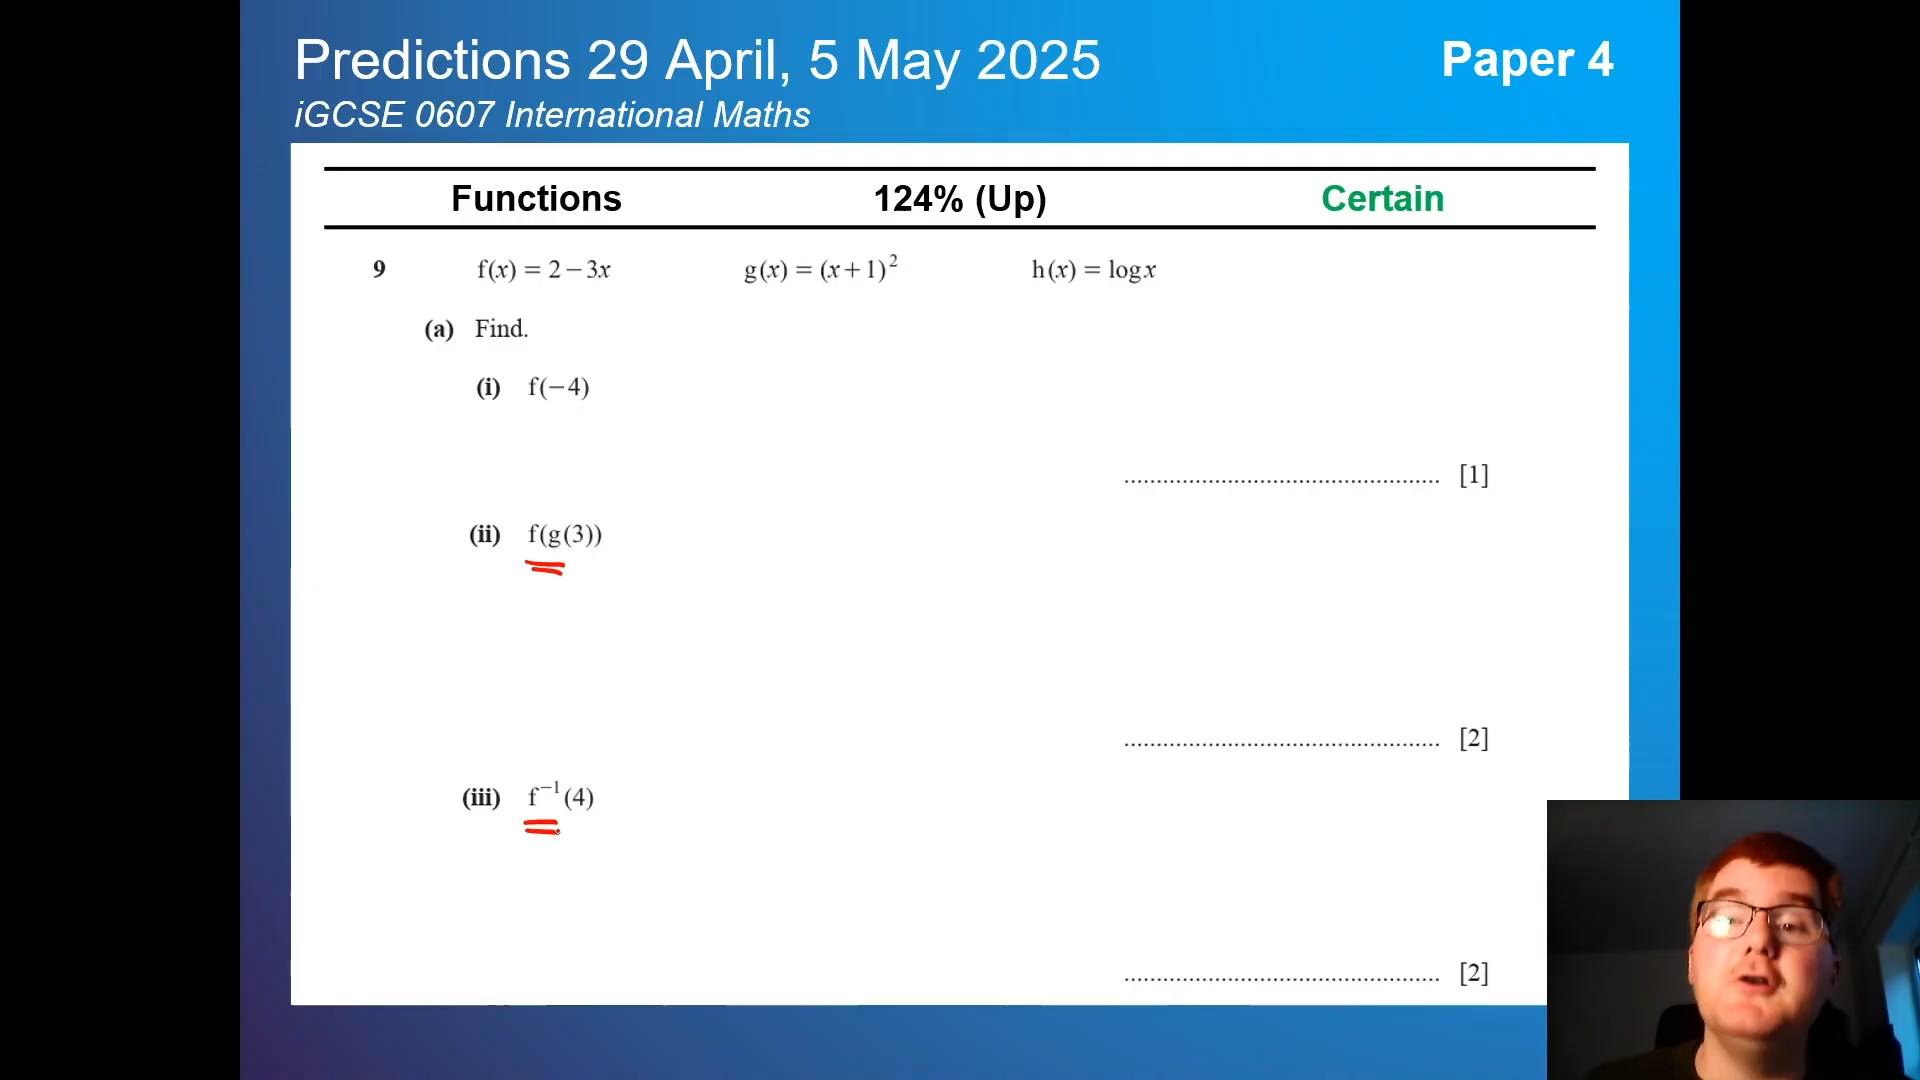 Predictions 29 April, 5 May 2025 Paper 4
iGCSE 0607 International Maths
Functions 124% (Up) Certain
9 f(x) = 2 – 3x g(x) = (x + 1)² h(x) = log x
(a) Find.
(i) f(−4)
.................................................. [1]
(ii) f(g(3))
.................................................. [2]
(iii) f⁻¹(4)
.................................................. [2]